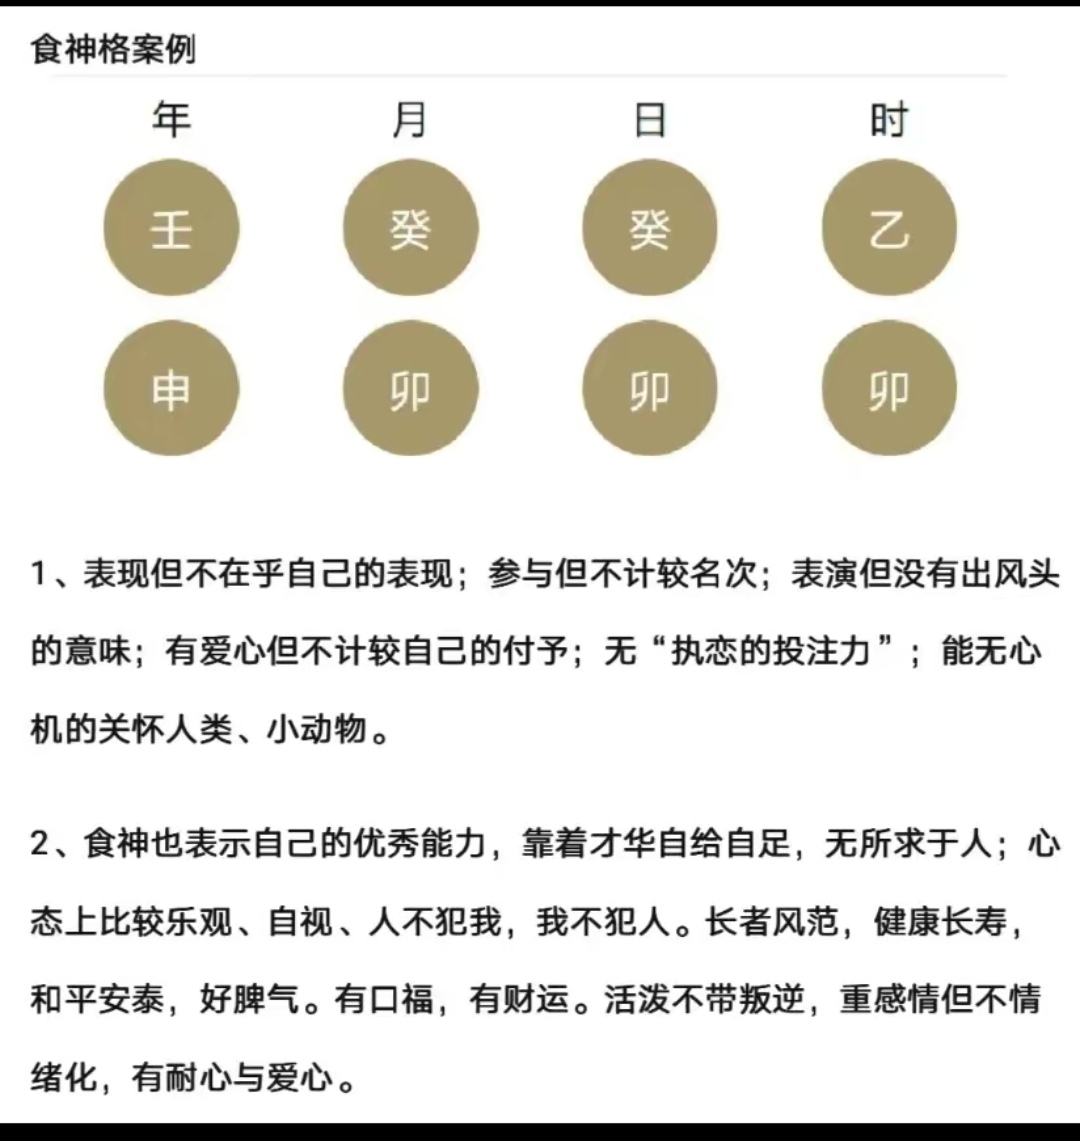 食神格案例
年 月 日 时
壬 癸 癸 乙
申 卯 卯 卯
1、表现但不在乎自己的表现；参与但不计较名次；表演但没有出风头
的意味；有爱心但不计较自己的付予；无“执恋的投注力”；能无心
机的关怀人类、小动物。
2、食神也表示自己的优秀能力，靠着才华自给自足，无所求于人；心
态上比较乐观、自视、人不犯我，我不犯人。长者风范，健康长寿，
和平安泰，好脾气。有口福，有财运。活泼不带叛逆，重感情但不情
绪化，有耐心与爱心。